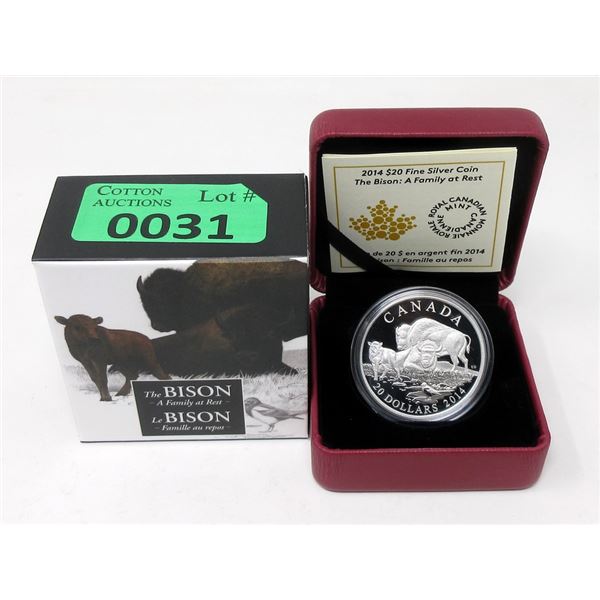 COTTON
AUCTIONS
Lot #
0031
The BISON
- A Family at Rest -
Le BISON
- Famille au repos -
2014 $20 Fine Silver Coin
The Bison: A Family at Rest
ROYAL CANADIAN MINT
MONNAIE ROYALE CANADIENNE
de 20 $ en argent fin 2014
: Famille au repos
CANADA
20 DOLLARS 2014